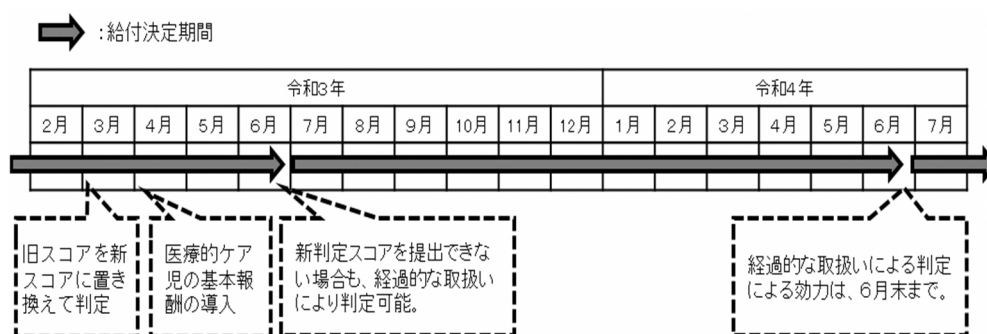 :給付決定期間
令和3年 令和4年
2月 3月 4月 5月 6月 7月 8月 9月 10月 11月 12月 1月 2月 3月 4月 5月 6月 7月
旧スコアを新
スコアに置き
換えて判定
医療的ケア
児の基本報
酬の導入
新判定スコアを提出できな
い場合も、経過的な取扱い
により判定可能。
経過的な取扱いによる判定
による効力は、6月末まで。